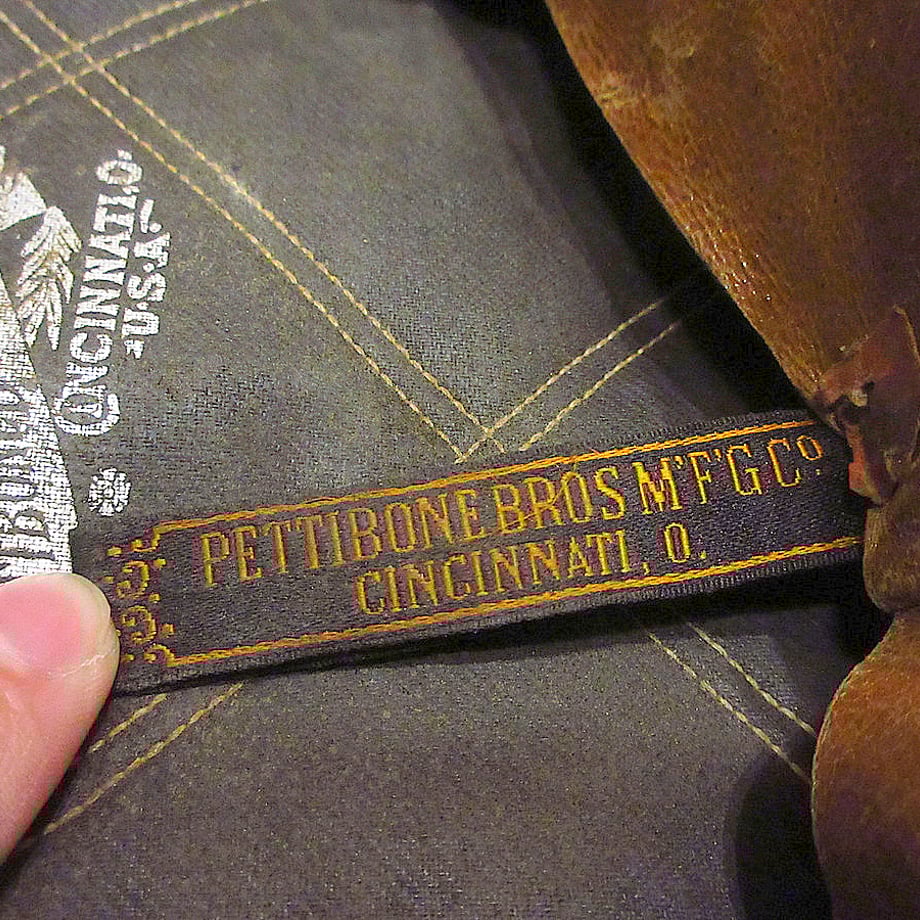 PETTIBONE BROS M'F'G Cº
CINCINNATI, O.
CINCINNATI, O.
U.S.A.